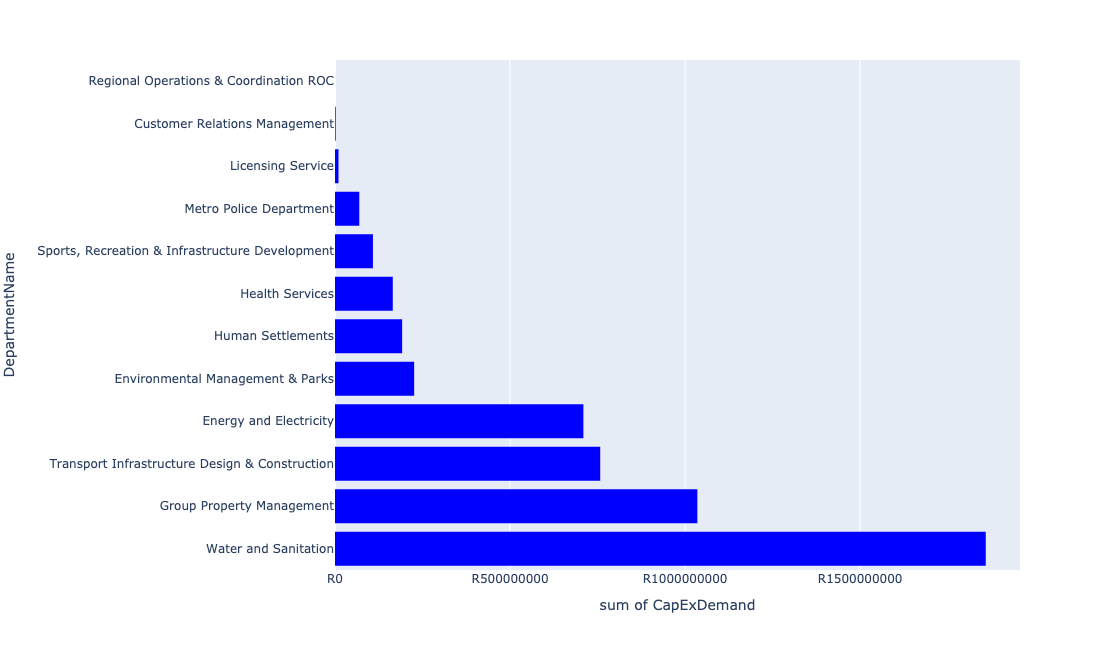 Regional Operations & Coordination ROC
Customer Relations Management
Licensing Service
Metro Police Department
Sports, Recreation & Infrastructure Development
Health Services
Human Settlements
Environmental Management & Parks
Energy and Electricity
Transport Infrastructure Design & Construction
Group Property Management
Water and Sanitation
DepartmentName
R0 R500000000 R1000000000 R1500000000
sum of CapExDemand